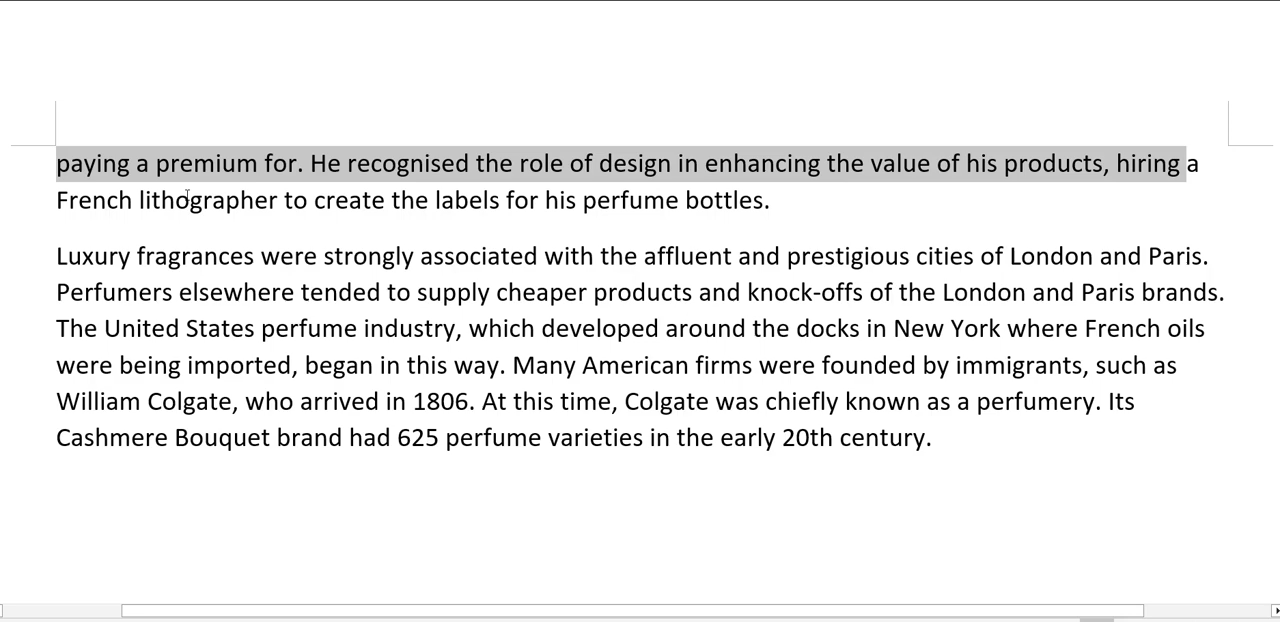 paying a premium for. He recognised the role of design in enhancing the value of his products, hiring a
French lithographer to create the labels for his perfume bottles.
Luxury fragrances were strongly associated with the affluent and prestigious cities of London and Paris.
Perfumers elsewhere tended to supply cheaper products and knock-offs of the London and Paris brands.
The United States perfume industry, which developed around the docks in New York where French oils
were being imported, began in this way. Many American firms were founded by immigrants, such as
William Colgate, who arrived in 1806. At this time, Colgate was chiefly known as a perfumery. Its
Cashmere Bouquet brand had 625 perfume varieties in the early 20th century.